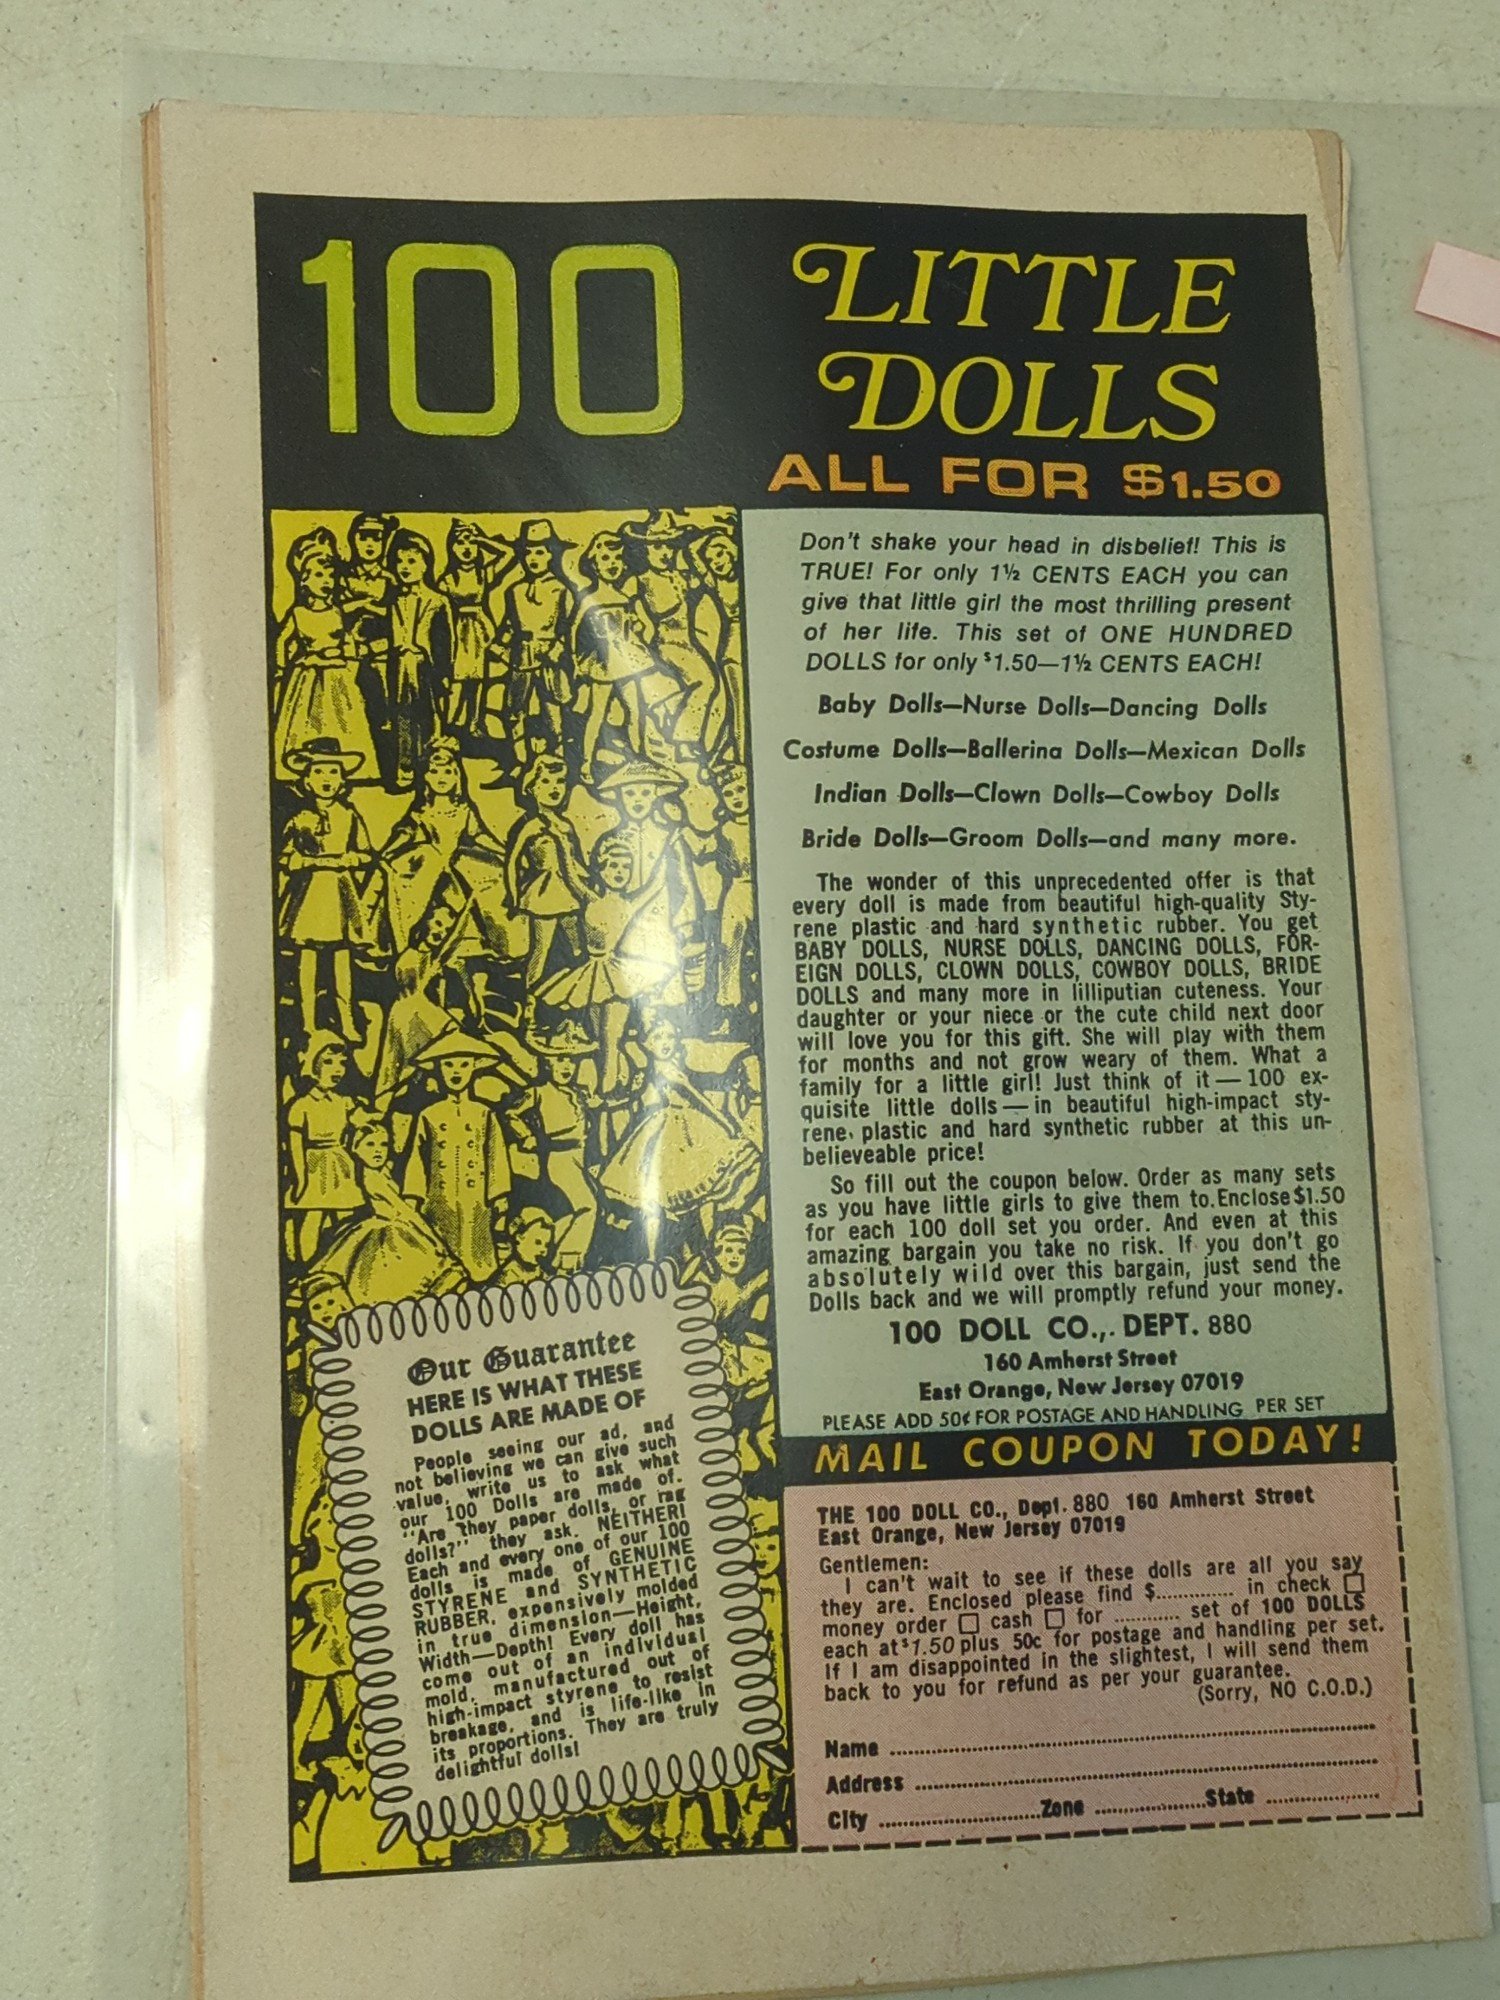 100
LITTLE
DOLLS
ALL FOR $1.50
Don't shake your head in disbelief! This is
TRUE! For only 1½ CENTS EACH you can
give that little girl the most thrilling present
of her life. This set of ONE HUNDRED
DOLLS for only $1.50—1½ CENTS EACH!
Baby Dolls—Nurse Dolls—Dancing Dolls
Costume Dolls—Ballerina Dolls—Mexican Dolls
Indian Dolls—Clown Dolls—Cowboy Dolls
Bride Dolls—Groom Dolls—and many more.
The wonder of this unprecedented offer is that
every doll is made from beautiful high-quality Sty-
rene plastic and hard synthetic rubber. You get
BABY DOLLS, NURSE DOLLS, DANCING DOLLS, FOR-
EIGN DOLLS, CLOWN DOLLS, COWBOY DOLLS, BRIDE
DOLLS and many more in lilliputian cuteness. Your
daughter or your niece or the cute child next door
will love you for this gift. She will play with them
for months and not grow weary of them. What a
family for a little girl! Just think of it — 100 ex-
quisite little dolls — in beautiful high-impact sty-
rene, plastic and hard synthetic rubber at this un-
believeable price!
So fill out the coupon below. Order as many sets
as you have little girls to give them to. Enclose $1.50
for each 100 doll set you order. And even at this
amazing bargain you take no risk. If you don't go
absolutely wild over this bargain, just send the
Dolls back and we will promptly refund your money.
100 DOLL CO.,. DEPT. 880
160 Amherst Street
East Orange, New Jersey 07019
PLEASE ADD 50¢ FOR POSTAGE AND HANDLING PER SET
Our Guarantee
HERE IS WHAT THESE
DOLLS ARE MADE OF
People seeing our ad, and
not believing we can give such
value, write us to ask what
our 100 Dolls are made of.
"Are they paper dolls, or rag
dolls?" they ask. NEITHER!
Each and every one of our 100
dolls is made of GENUINE
STYRENE and SYNTHETIC
RUBBER, expensively molded
in true dimension—Height,
Width—Depth! Every doll has
come out of an individual
mold, manufactured out of
high-impact styrene to resist
breakage, and is life-like in
its proportions. They are truly
delightful dolls!
MAIL COUPON TODAY!
THE 100 DOLL CO., Dept. 880 160 Amherst Street
East Orange, New Jersey 07019
Gentlemen:
I can't wait to see if these dolls are all you say
they are. Enclosed please find $.............. in check ☐
money order ☐ cash ☐ for ............ set of 100 DOLLS
each at $1.50 plus 50c for postage and handling per set.
If I am disappointed in the slightest, I will send them
back to you for refund as per your guarantee.
(Sorry, NO C.O.D.)
Name
Address
City Zone State